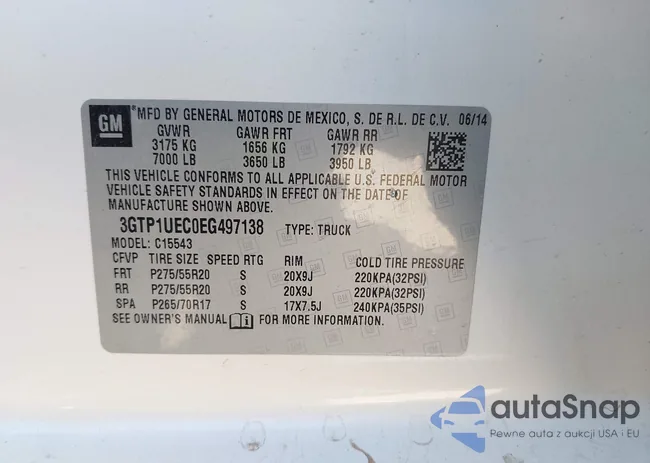 GM
®MFD BY GENERAL MOTORS DE MEXICO, S. DE R.L. DE C.V. 06/14
GVWR GAWR FRT GAWR RR
3175 KG 1656 KG 1792 KG
7000 LB 3650 LB 3950 LB
THIS VEHICLE CONFORMS TO ALL APPLICABLE U.S. FEDERAL MOTOR
VEHICLE SAFETY STANDARDS IN EFFECT ON THE DATE OF
MANUFACTURE SHOWN ABOVE.
3GTP1UEC0EG497138 TYPE: TRUCK
MODEL: C15543
CFVP TIRE SIZE SPEED RTG RIM COLD TIRE PRESSURE
FRT P275/55R20 S 20X9J 220KPA(32PSI)
RR P275/55R20 S 20X9J 220KPA(32PSI)
SPA P265/70R17 S 17X7.5J 240KPA(35PSI)
SEE OWNER'S MANUAL FOR MORE INFORMATION.
autoSnap
Pewne auta z aukcji USA i EU